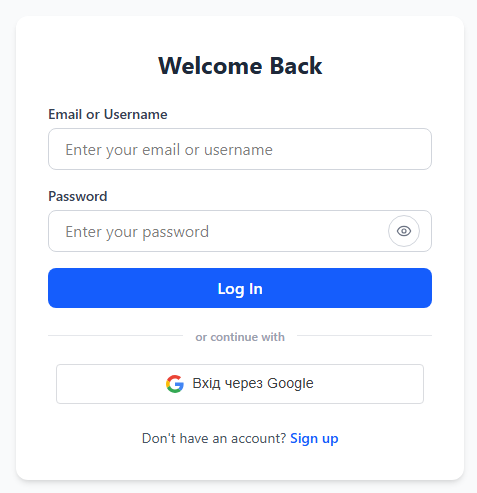 Welcome Back
Email or Username
Enter your email or username
Password
Enter your password
Log In
or continue with
Вхід через Google
Don't have an account? Sign up